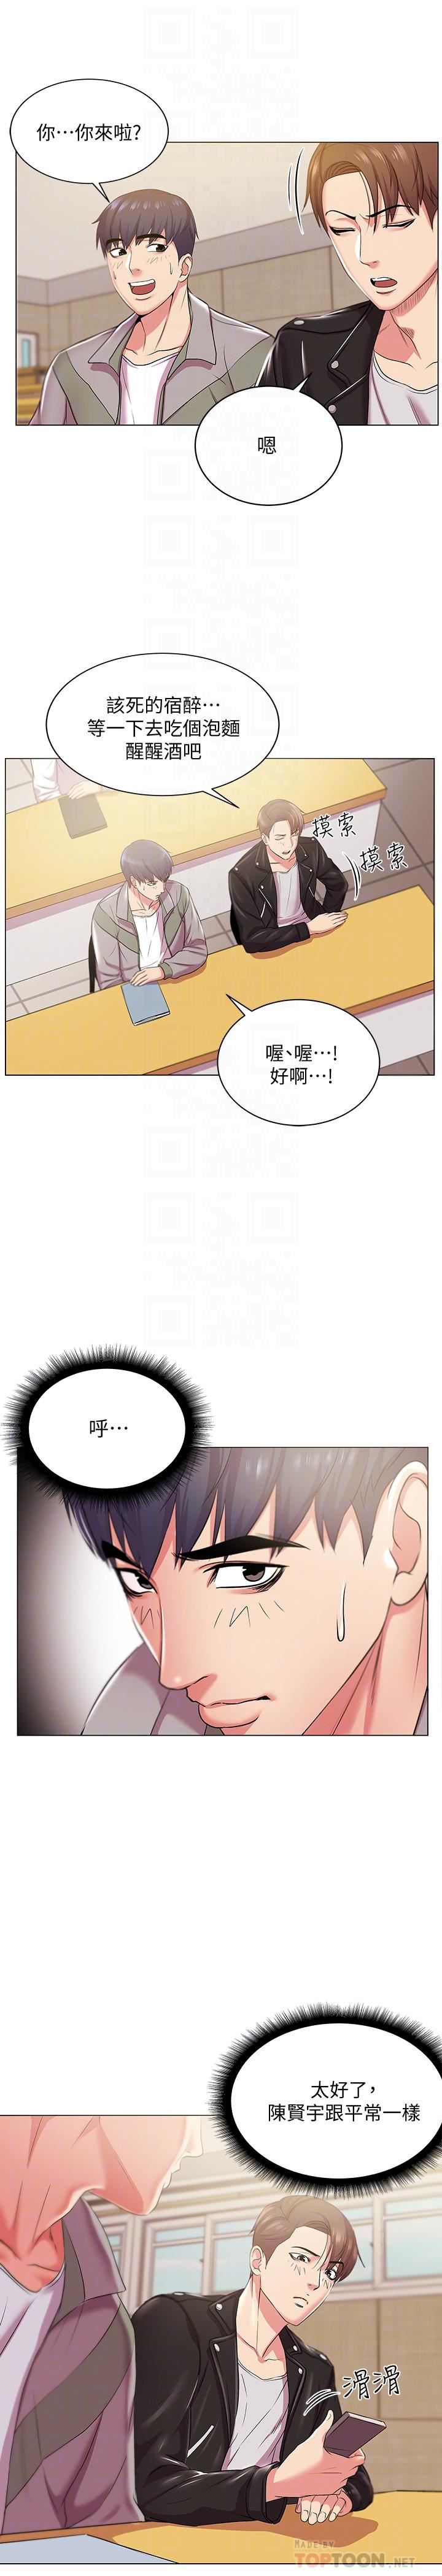 你⋯你來啦?
嗯
該死的宿醉⋯
等一下去吃個泡麵
醒醒酒吧
摸索
摸索
喔、喔⋯!
好啊⋯!
呼⋯
太好了，
陳賢宇跟平常一樣
滑滑
MADE BY
TOPTOON.NET